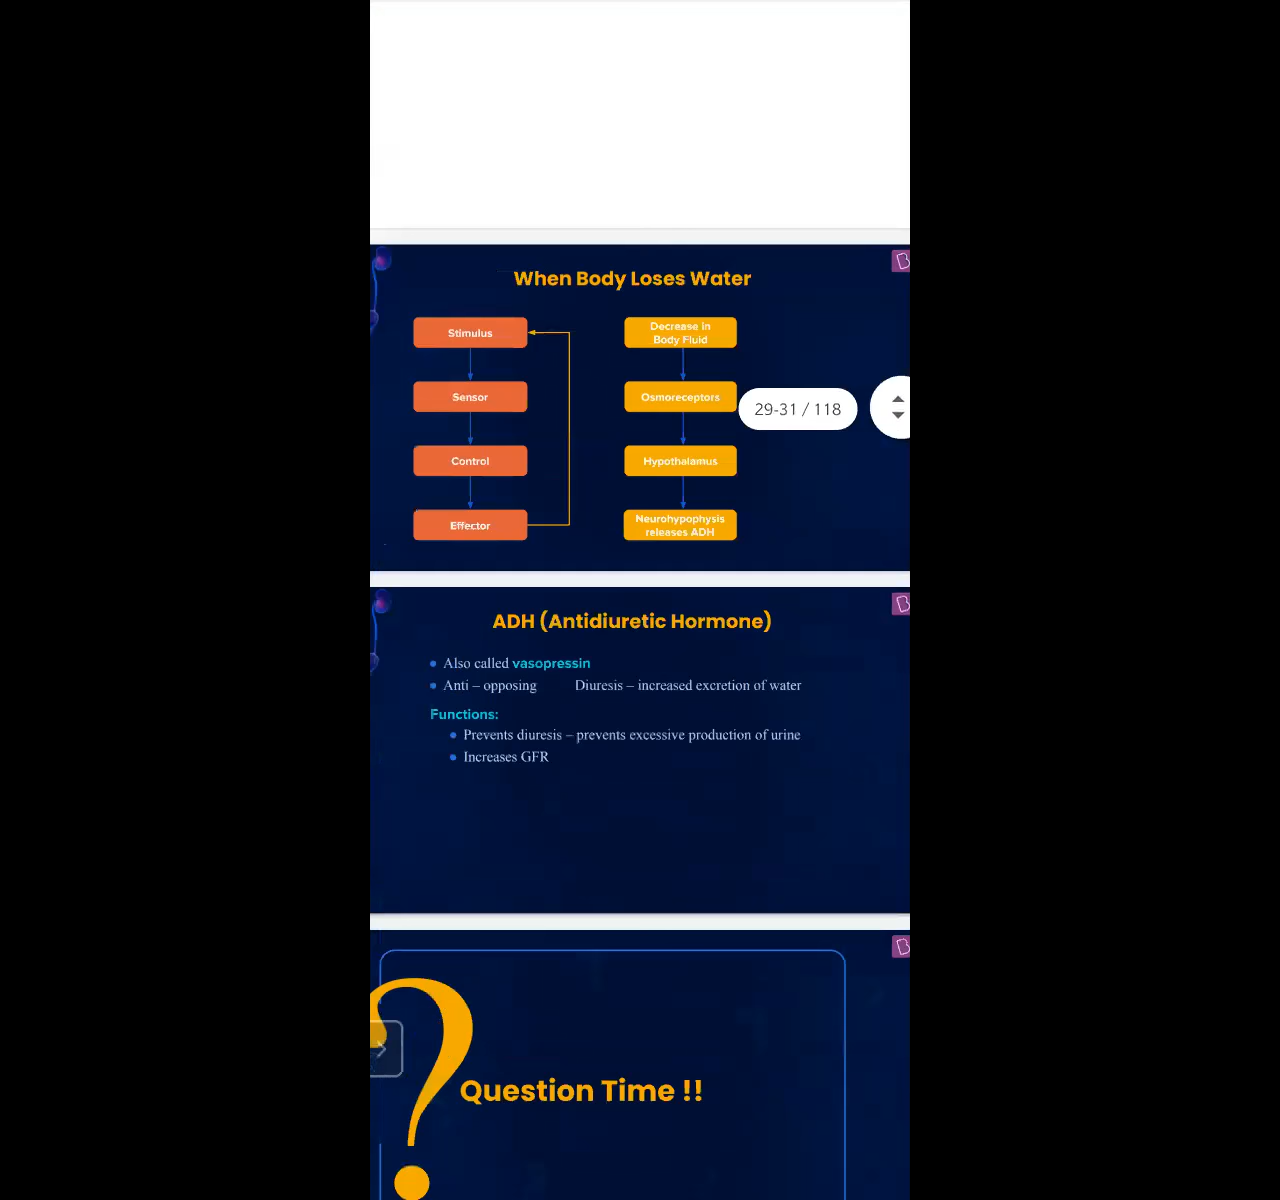 When Body Loses Water
Stimulus
Sensor
Control
Effector
Decrease in
Body Fluid
Osmoreceptors
Hypothalamus
Neurohypophysis
releases ADH
29-31 / 118
ADH (Antidiuretic Hormone)
Also called vasopressin
Anti – opposing Diuresis – increased excretion of water
Functions:
Prevents diuresis – prevents excessive production of urine
Increases GFR
? Question Time !!